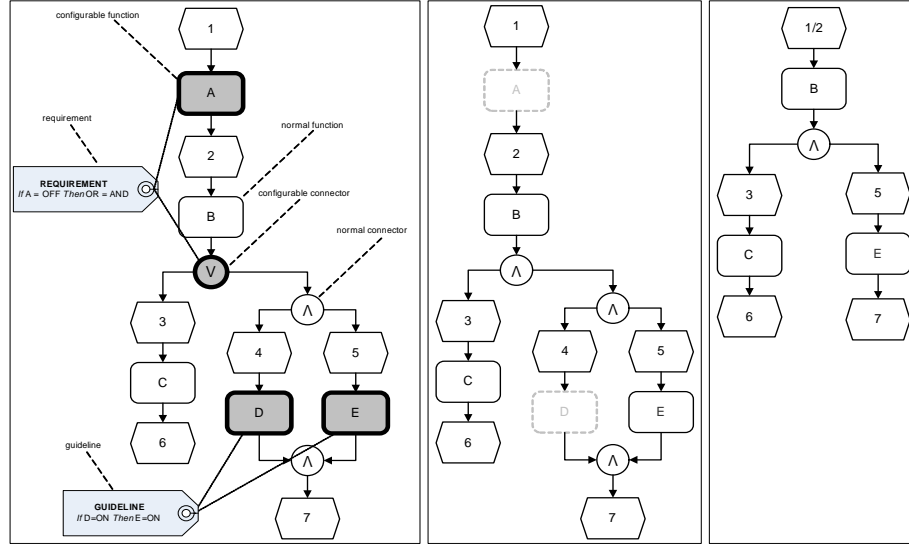 configurable function
1
A
requirement
2
normal function
REQUIREMENT
If A = OFF Then OR = AND
configurable connector
B
normal connector
V
Λ
3
4
5
C
D
E
guideline
6
Λ
GUIDELINE
If D=ON Then E=ON
7
1
A
2
B
Λ
3
Λ
4
5
C
D
E
6
Λ
7
1/2
B
Λ
3
5
C
E
6
7